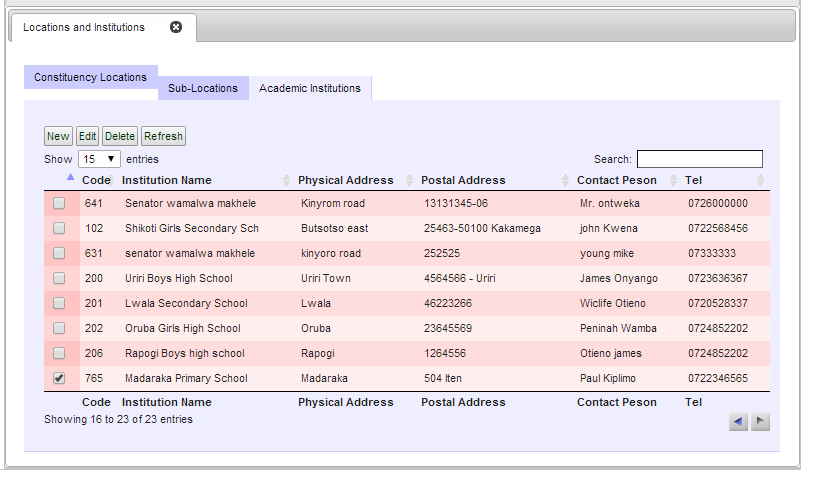 Locations and Institutions
Constituency Locations
Sub-Locations
Academic Institutions
New Edit Delete Refresh
Show 15 entries Search:
Code Institution Name Physical Address Postal Address Contact Peson Tel
641 Senator wamalwa makhele Kinyrom road 13131345-06 Mr. ontweka 0726000000
102 Shikoti Girls Secondary Sch Butsotso east 25463-50100 Kakamega john Kwena 0722568456
631 senator wamalwa makhele kinyoro road 252525 young mike 07333333
200 Uriri Boys High School Uriri Town 4564566 - Uriri James Onyango 0723636367
201 Lwala Secondary School Lwala 46223266 Wiclife Otieno 0720528337
202 Oruba Girls High School Oruba 23645569 Peninah Wamba 0724852202
206 Rapogi Boys high school Rapogi 1264556 Otieno james 0724852202
765 Madaraka Primary School Madaraka 504 Iten Paul Kiplimo 0722346565
Code Institution Name Physical Address Postal Address Contact Peson Tel
Showing 16 to 23 of 23 entries